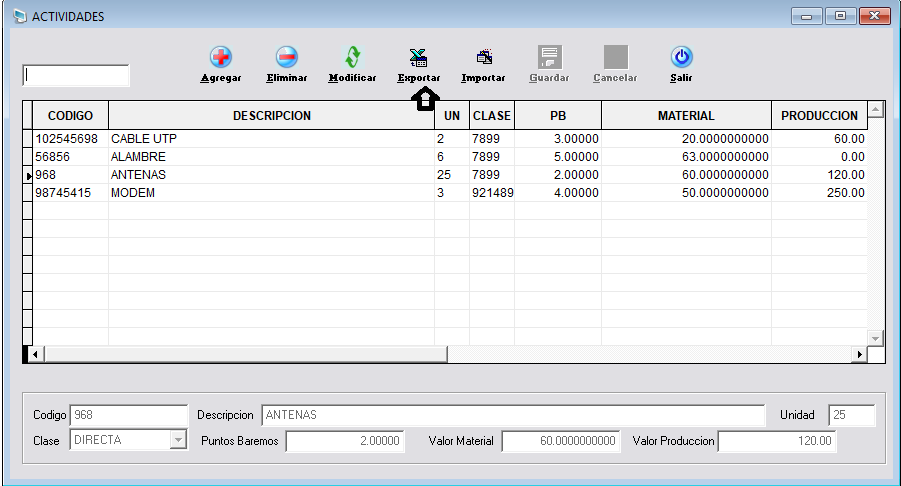 ACTIVIDADES
Agregar Eliminar Modificar Exportar Importar Guardar Cancelar Salir
CODIGO DESCRIPCION UN CLASE PB MATERIAL PRODUCCION
102545698 CABLE UTP 2 7899 3.00000 20.0000000000 60.00
56856 ALAMBRE 6 7899 5.00000 63.0000000000 0.00
968 ANTENAS 25 7899 2.00000 60.0000000000 120.00
98745415 MODEM 3 921489 4.00000 50.0000000000 250.00
Codigo 968 Descripcion ANTENAS Unidad 25
Clase DIRECTA Puntos Baremos 2.00000 Valor Material 60.0000000000 Valor Produccion 120.00